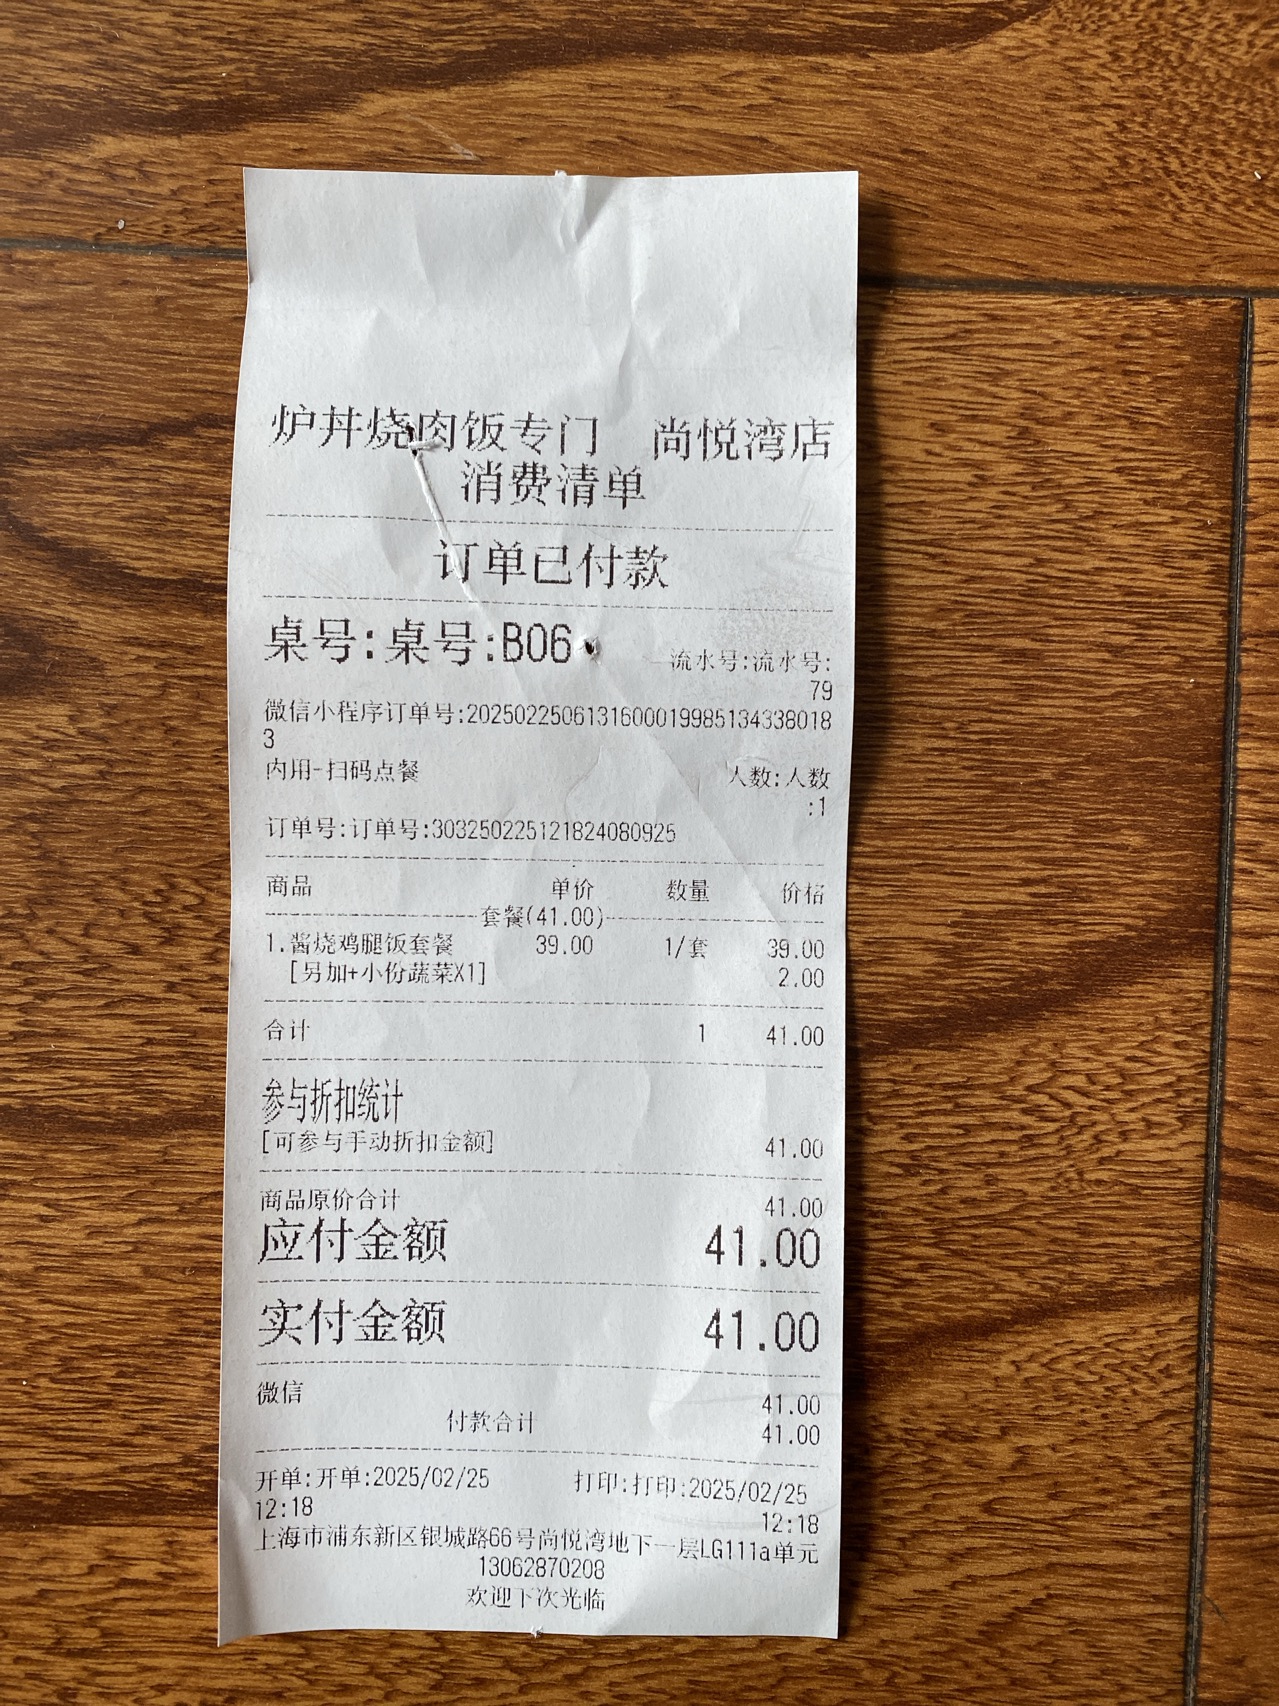 炉丼烧肉饭专门 尚悦湾店
消费清单
订单已付款
桌号:桌号:B06
流水号:流水号:
79
微信小程序订单号:2025022506131600019985134338018
3
内用-扫码点餐 人数:人数
:1
订单号:订单号:303250225121824080925
商品 单价 数量 价格
套餐(41.00)
1.酱烧鸡腿饭套餐 39.00 1/套 39.00
[另加+小份蔬菜X1] 2.00
合计 1 41.00
参与折扣统计
[可参与手动折扣金额] 41.00
商品原价合计 41.00
应付金额 41.00
实付金额 41.00
微信 41.00
付款合计 41.00
开单:开单:2025/02/25 打印:打印:2025/02/25
12:18 12:18
上海市浦东新区银城路66号尚悦湾地下一层LG111a单元
13062870208
欢迎下次光临